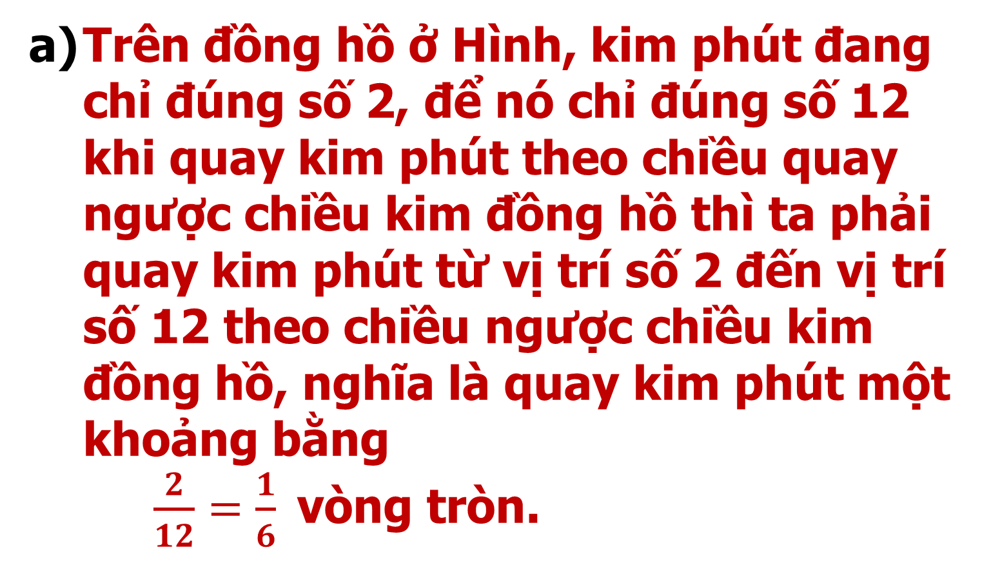 a) Trên đồng hồ ở Hình, kim phút đang
chỉ đúng số 2, để nó chỉ đúng số 12
khi quay kim phút theo chiều quay
ngược chiều kim đồng hồ thì ta phải
quay kim phút từ vị trí số 2 đến vị trí
số 12 theo chiều ngược chiều kim
đồng hồ, nghĩa là quay kim phút một
khoảng bằng
2/12 = 1/6 vòng tròn.